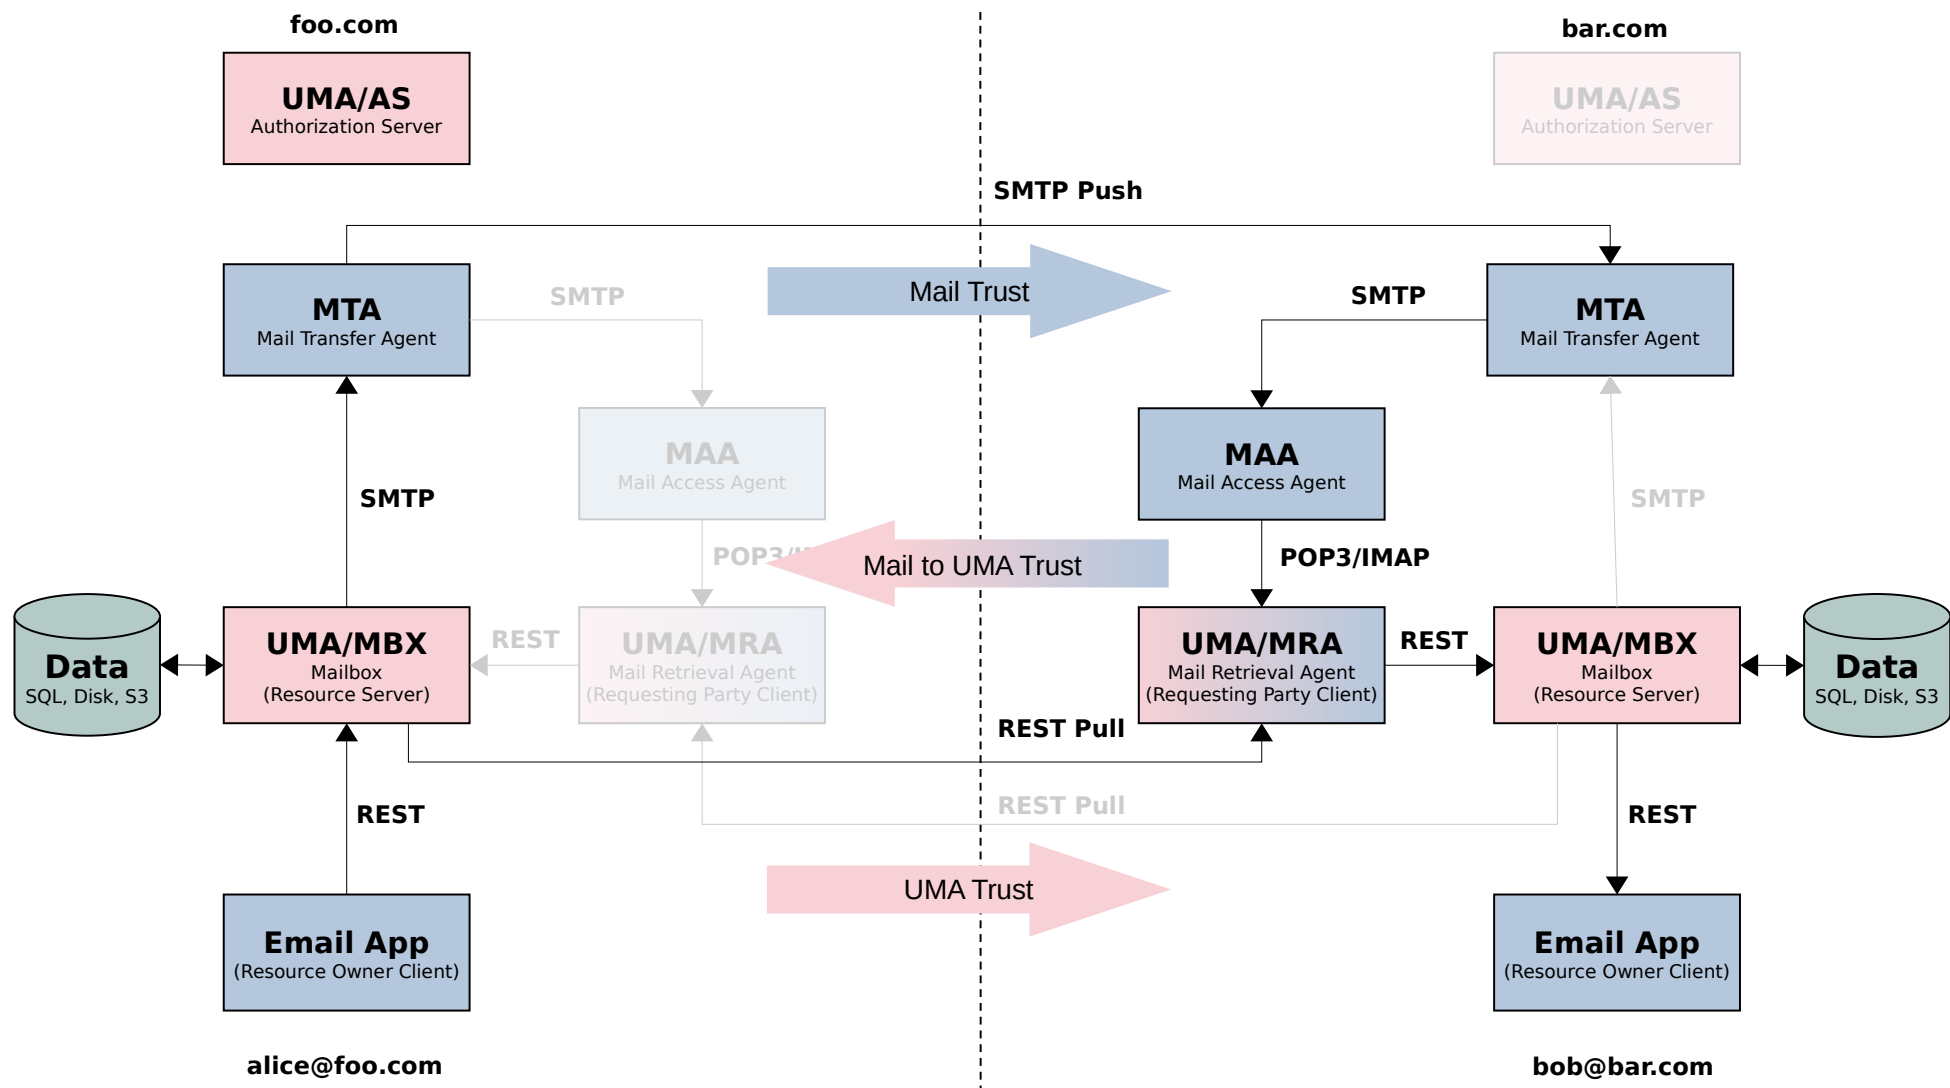 foo.com
bar.com
UMA/AS
Authorization Server
UMA/AS
Authorization Server
SMTP Push
MTA
Mail Transfer Agent
SMTP
Mail Trust
SMTP
MTA
Mail Transfer Agent
MAA
Mail Access Agent
MAA
Mail Access Agent
SMTP
SMTP
Mail to UMA Trust
POP3/IMAP
Data
SQL, Disk, S3
UMA/MBX
Mailbox
(Resource Server)
REST
UMA/MRA
Mail Retrieval Agent
(Requesting Party Client)
UMA/MRA
Mail Retrieval Agent
(Requesting Party Client)
REST
UMA/MBX
Mailbox
(Resource Server)
Data
SQL, Disk, S3
REST Pull
REST
REST Pull
REST
UMA Trust
Email App
(Resource Owner Client)
Email App
(Resource Owner Client)
alice@foo.com
bob@bar.com